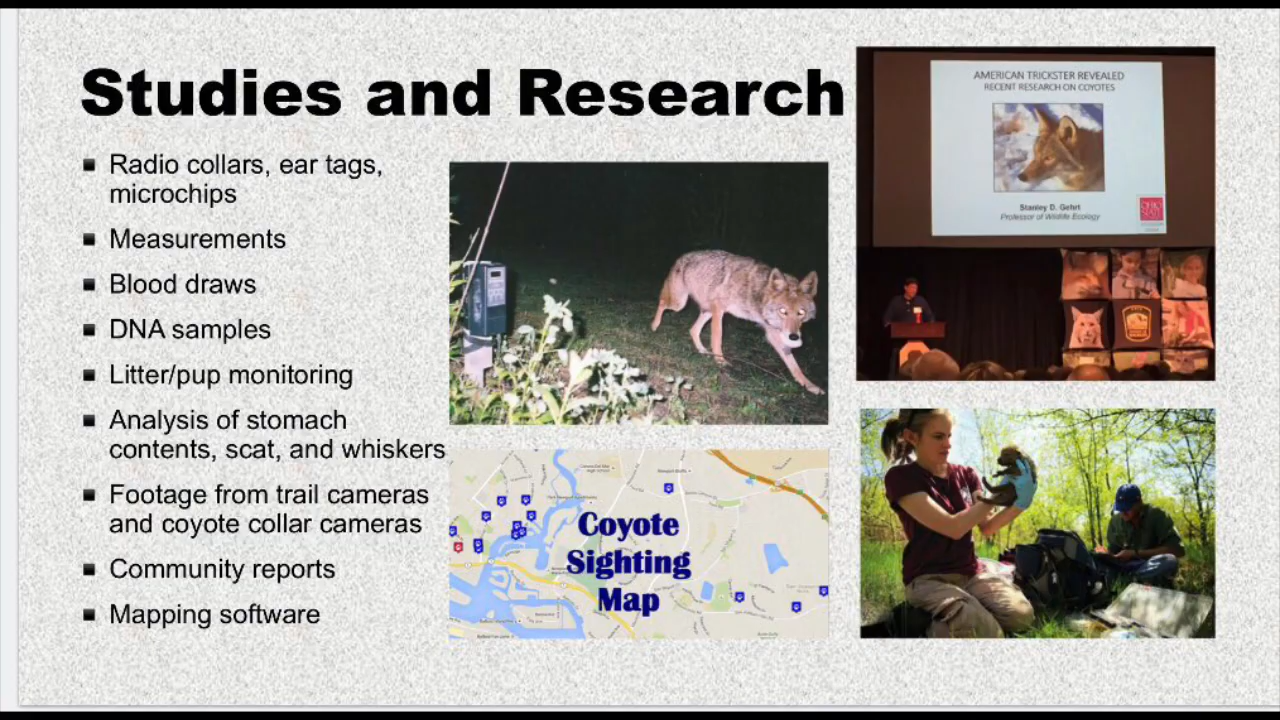 Studies and Research
Radio collars, ear tags,
microchips
Measurements
Blood draws
DNA samples
Litter/pup monitoring
Analysis of stomach
contents, scat, and whiskers
Footage from trail cameras
and coyote collar cameras
Community reports
Mapping software
Coyote
Sighting
Map
AMERICAN TRICKSTER REVEALED
RECENT RESEARCH ON COYOTES
Stanley D. Gehrt
Professor of Wildlife Ecology
OHIO
STATE